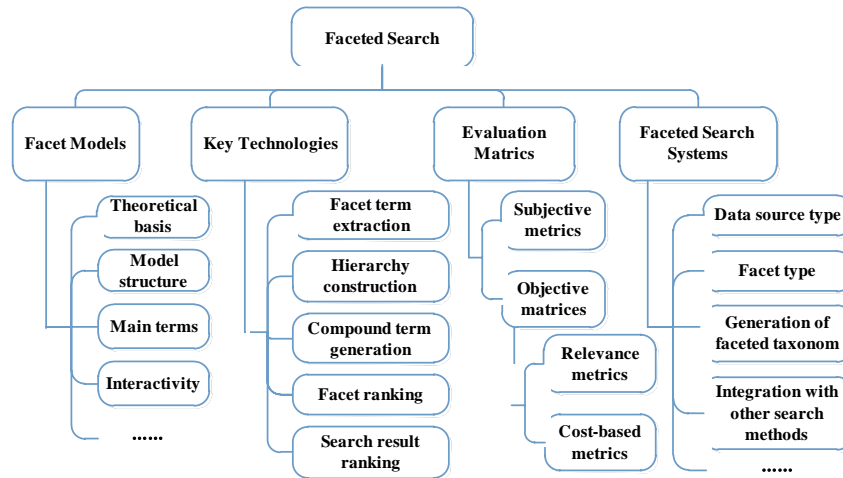 Faceted Search
Facet Models
Key Technologies
Evaluation
Matrics
Faceted Search
Systems
Theoretical
basis
Model
structure
Main terms
Interactivity
......
Facet term
extraction
Hierarchy
construction
Compound term
generation
Facet ranking
Search result
ranking
Subjective
metrics
Objective
matrices
Relevance
metrics
Cost-based
metrics
Data source type
Facet type
Generation of
faceted taxonom
Integration with
other search
methods
......